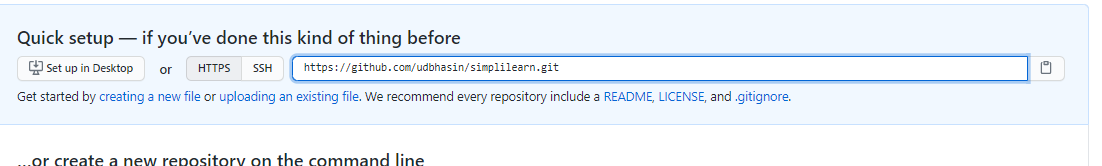 Quick setup — if you've done this kind of thing before
Set up in Desktop or HTTPS SSH https://github.com/udbhasin/simplilearn.git
Get started by creating a new file or uploading an existing file. We recommend every repository include a README, LICENSE, and .gitignore.
...or create a new repository on the command line